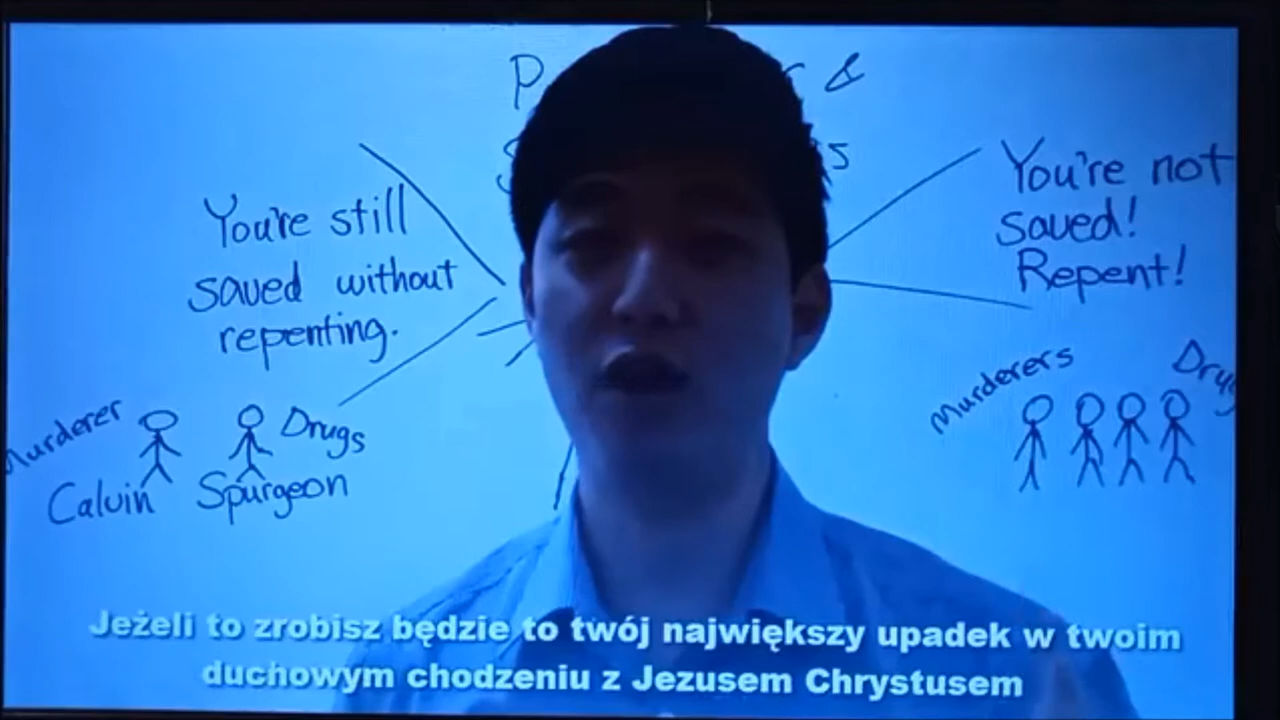 You're still
saved without
repenting.
Murderer
Drugs
Calvin
Spurgeon
You're not
saved!
Repent!
Murderers
Jeżeli to zrobisz będzie to twój największy upadek w twoim
duchowym chodzeniu z Jezusem Chrystusem